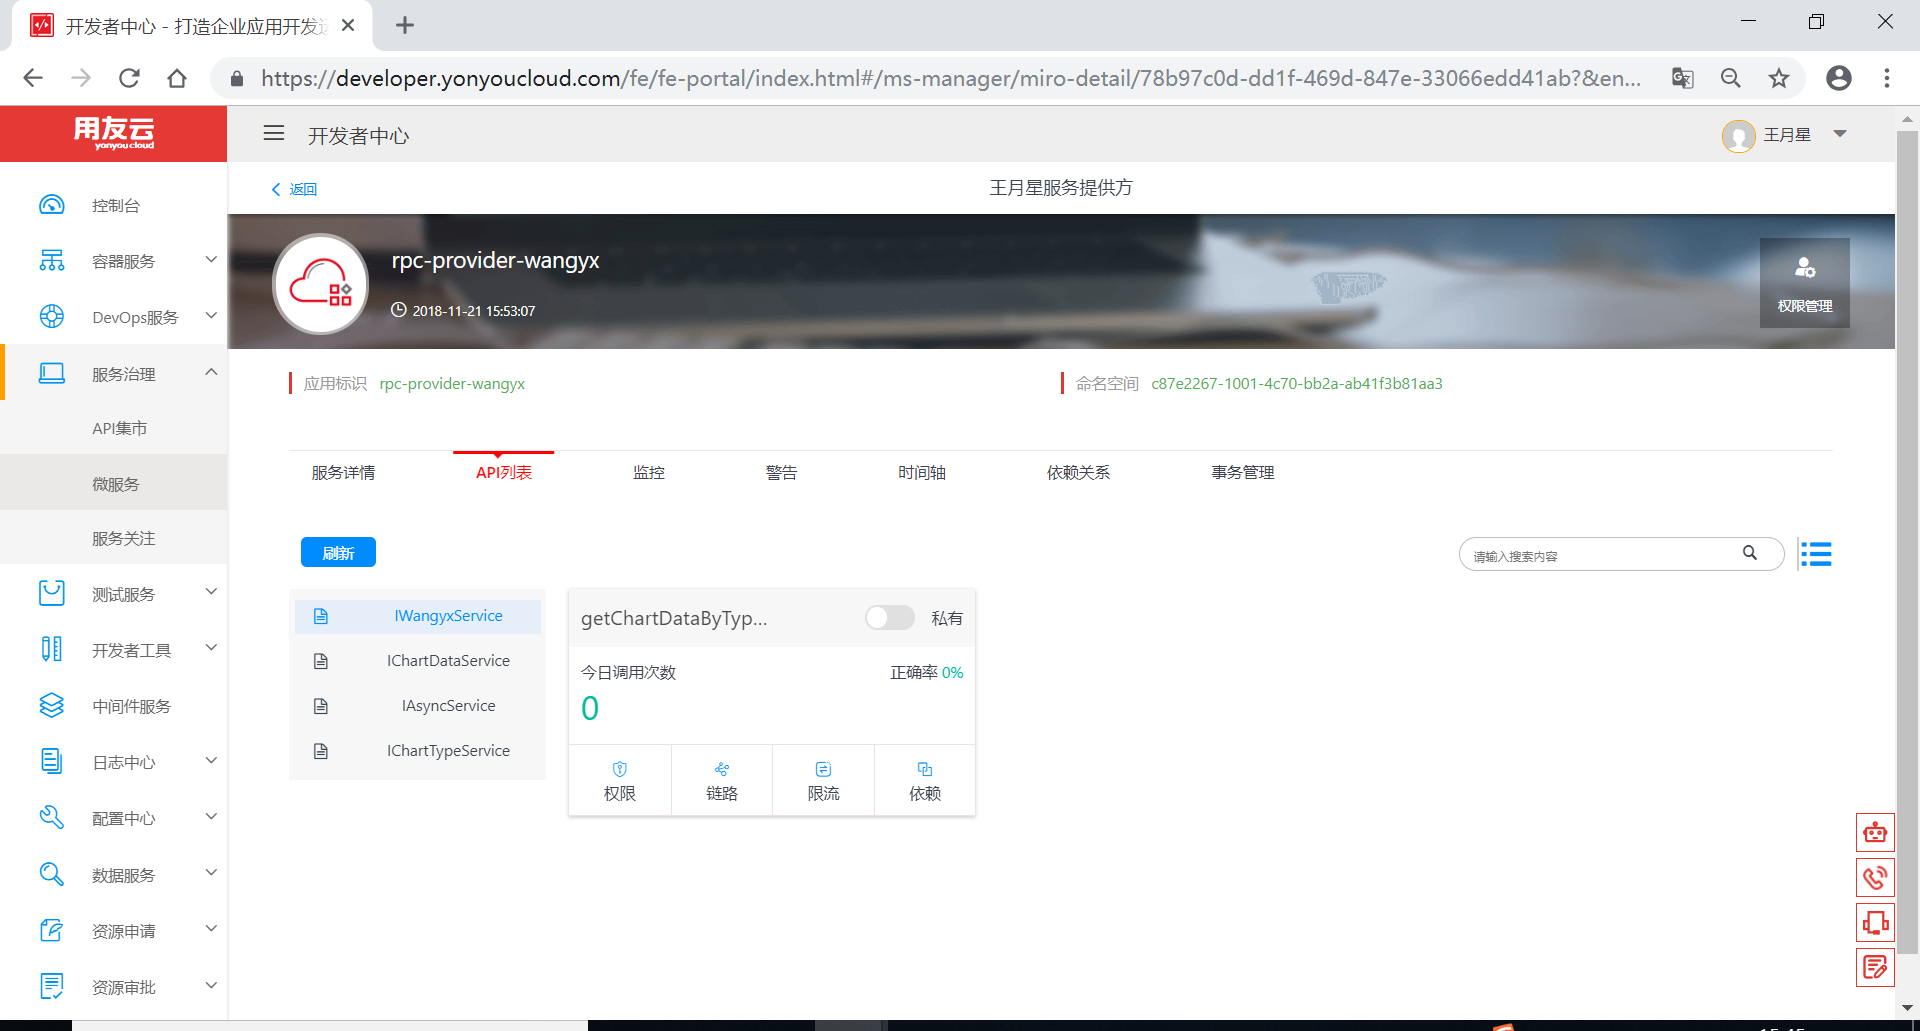 开发者中心 - 打造企业应用开发
https://developer.yonyoucloud.com/fe/fe-portal/index.html#/ms-manager/miro-detail/78b97c0d-dd1f-469d-847e-33066edd41ab?&en...
用友云
yonyou cloud
开发者中心
王月星
控制台
容器服务
DevOps服务
服务治理
API集市
微服务
服务关注
测试服务
开发者工具
中间件服务
日志中心
配置中心
数据服务
资源申请
资源审批
返回
王月星服务提供方
rpc-provider-wangyx
2018-11-21 15:53:07
权限管理
应用标识 rpc-provider-wangyx
命名空间 c87e2267-1001-4c70-bb2a-ab41f3b81aa3
服务详情 API列表 监控 警告 时间轴 依赖关系 事务管理
刷新
请输入搜索内容
IWangyxService
IChartDataService
IAsyncService
IChartTypeService
getChartDataByTyp...
私有
今日调用次数
正确率 0%
0
权限 链路 限流 依赖